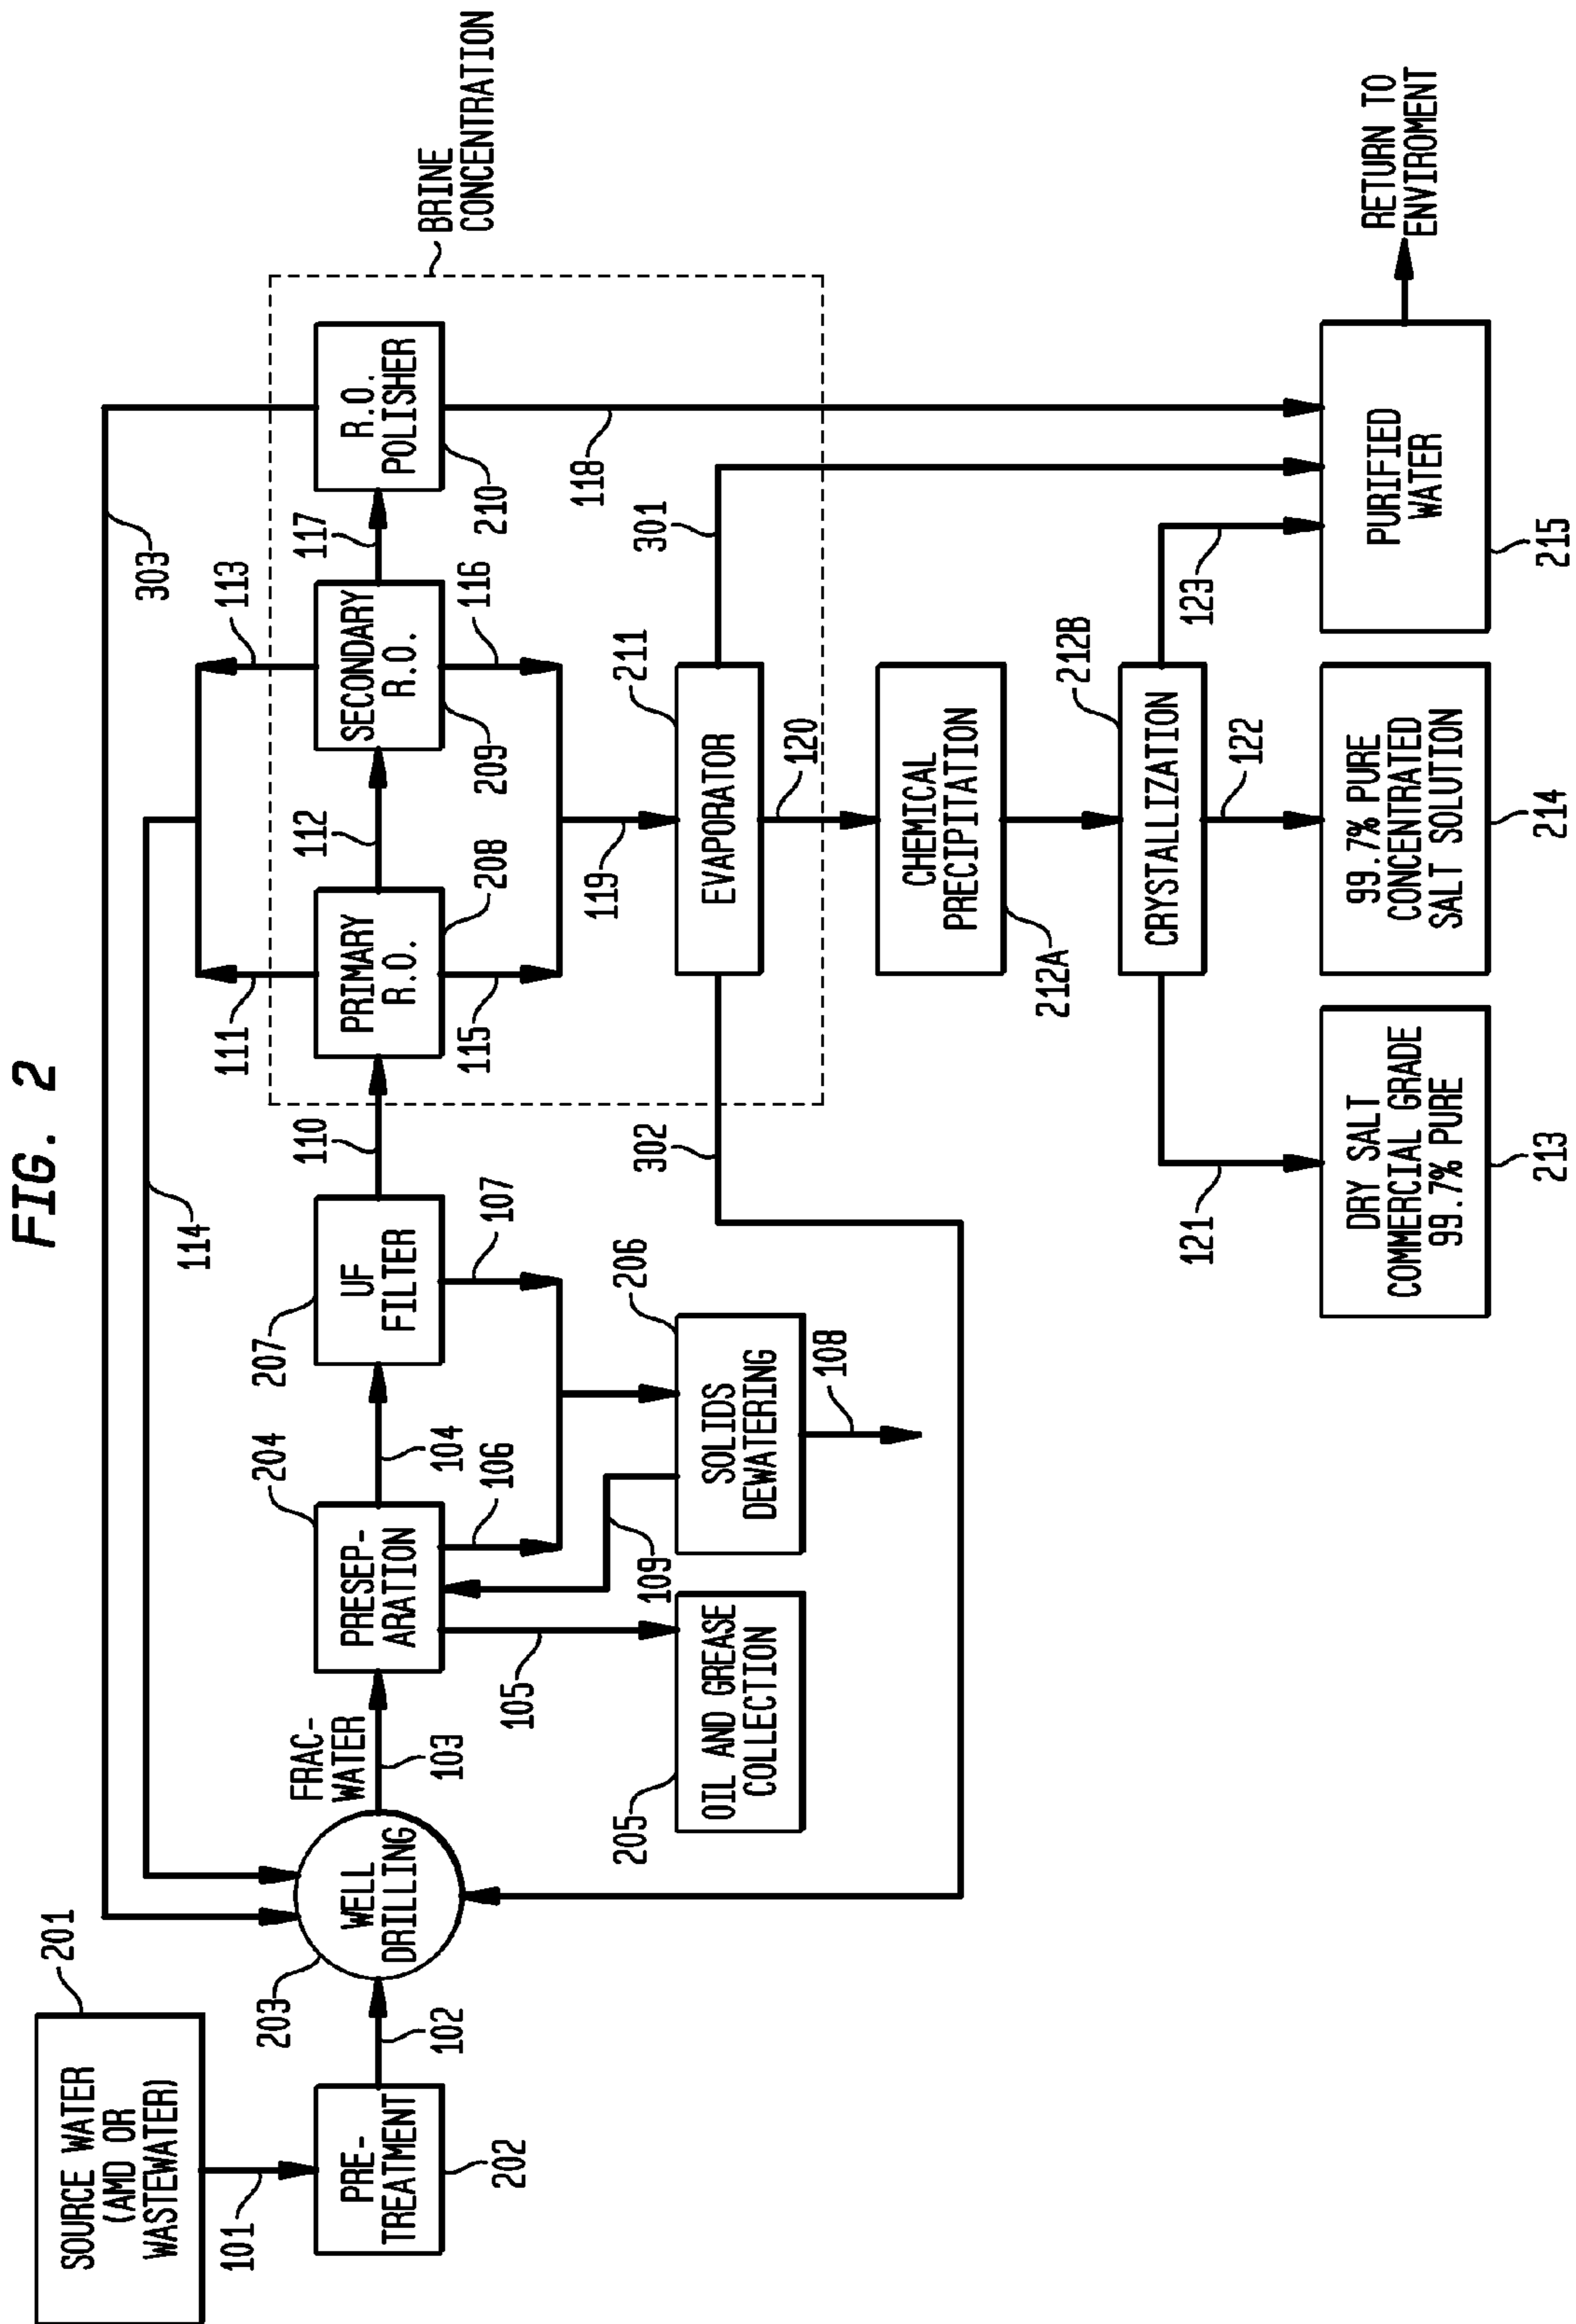 FIG. 2
SOURCE WATER
(AMD OR
WASTEWATER)
201
101
PRE-
TREATMENT
202
102
WELL
DRILLING
203
FRAC-
WATER
103
303
114
PRESEP-
ARATION
204
104
105
106
109
OIL AND GREASE
COLLECTION
205
SOLIDS
DEWATERING
206
108
UF
FILTER
207
107
110
BRINE
CONCENTRATION
PRIMARY
R.O.
208
111
112
115
SECONDARY
R.O.
209
113
116
117
R.O.
POLISHER
210
118
119
EVAPORATOR
211
301
302
120
CHEMICAL
PRECIPITATION
212A
CRYSTALLIZATION
212B
121
122
123
DRY SALT
COMMERCIAL GRADE
99.7% PURE
213
99.7% PURE
CONCENTRATED
SALT SOLUTION
214
PURIFIED
WATER
215
RETURN TO
ENVIROMENT